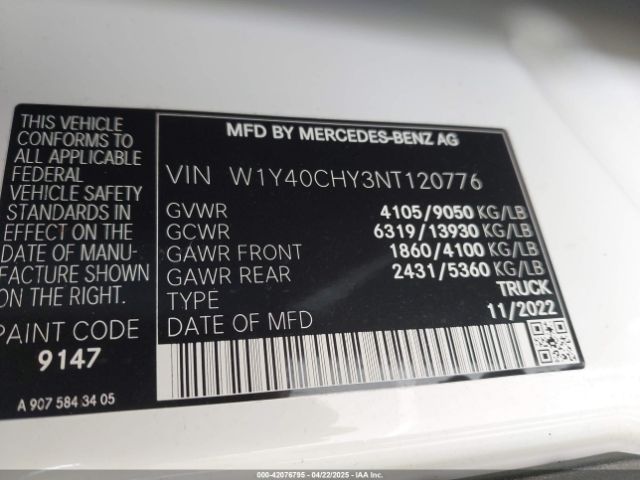 THIS VEHICLE
CONFORMS TO
ALL APPLICABLE
FEDERAL
VEHICLE SAFETY
STANDARDS IN
EFFECT ON THE
DATE OF MANU-
FACTURE SHOWN
ON THE RIGHT.
PAINT CODE
9147
A 907 584 34 05
MFD BY MERCEDES-BENZ AG
VIN W1Y40CHY3NT120776
GVWR 4105/9050 KG/LB
GCWR 6319/13930 KG/LB
GAWR FRONT 1860/4100 KG/LB
GAWR REAR 2431/5360 KG/LB
TYPE TRUCK
DATE OF MFD 11/2022
000-42076795 - 04/22/2025 - IAA Inc.